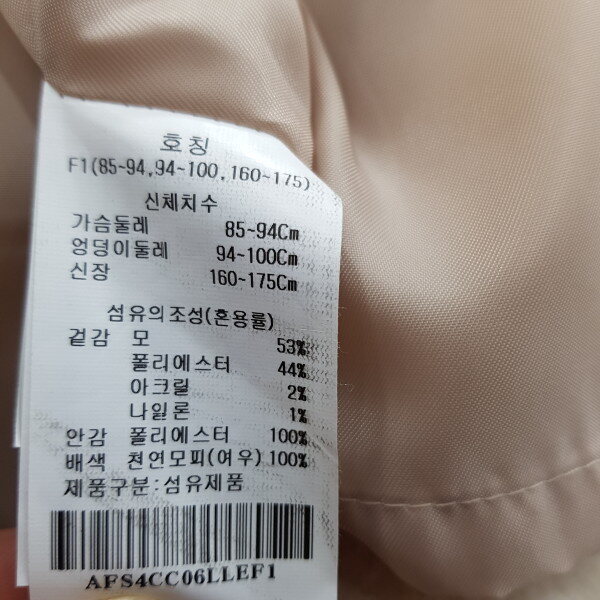 호칭
F1(85~94,94~100,160~175)
신체치수
가슴둘레 85~94Cm
엉덩이둘레 94~100Cm
신장 160~175Cm
섬유의조성(혼용률)
겉감 모 53%
폴리에스터 44%
아크릴 2%
나일론 1%
안감 폴리에스터 100%
배색 천연모피(여우) 100%
제품구분:섬유제품
AFS4CC06LLEF1